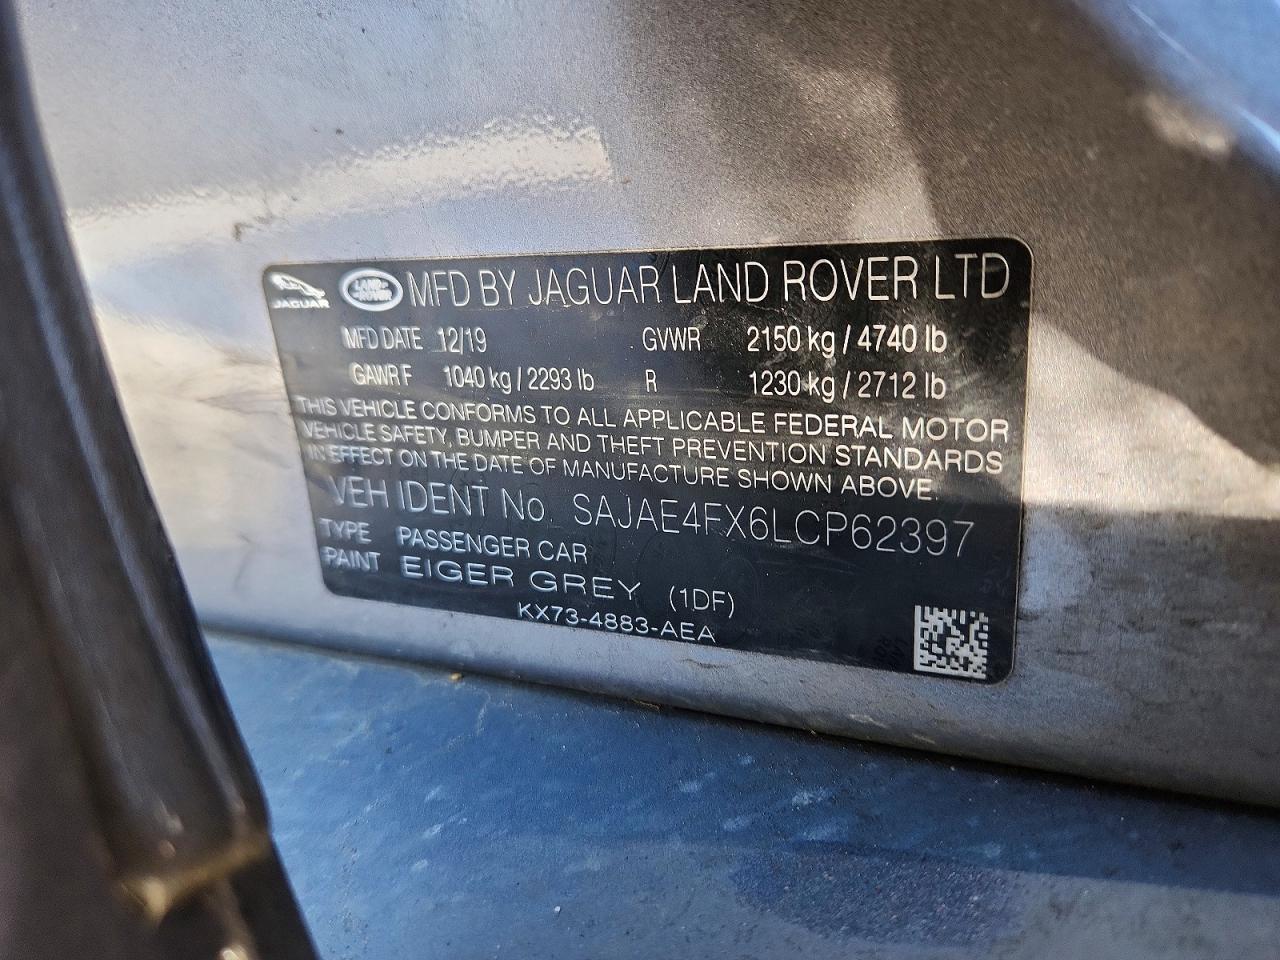 JAGUAR LAND ROVER MFD BY JAGUAR LAND ROVER LTD
MFD DATE 12/19 GVWR 2150 kg / 4740 lb
GAWR F 1040 kg / 2293 lb R 1230 kg / 2712 lb
THIS VEHICLE CONFORMS TO ALL APPLICABLE FEDERAL MOTOR
VEHICLE SAFETY, BUMPER AND THEFT PREVENTION STANDARDS
IN EFFECT ON THE DATE OF MANUFACTURE SHOWN ABOVE.
VEH IDENT No. SAJAE4FX6LCP62397
TYPE PASSENGER CAR
PAINT EIGER GREY (1DF)
KX73-4883-AEA